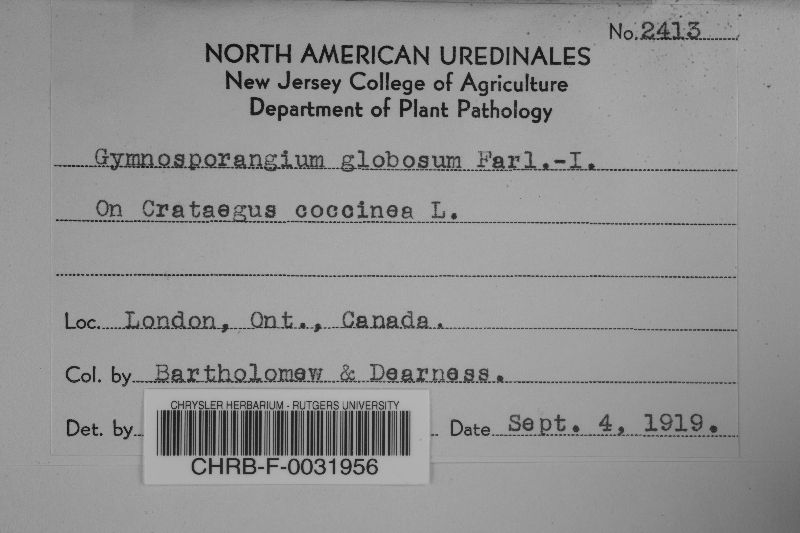 No. 2413
NORTH AMERICAN UREDINALES
New Jersey College of Agriculture
Department of Plant Pathology
Gymnosporangium globosum Farl.-I.
On Crataegus coccinea L.
Loc. London, Ont., Canada.
Col. by Bartholomew & Dearness.
Det. by
Date Sept. 4, 1919.
CHRYSLER HERBARIUM - RUTGERS UNIVERSITY
CHRB-F-0031956